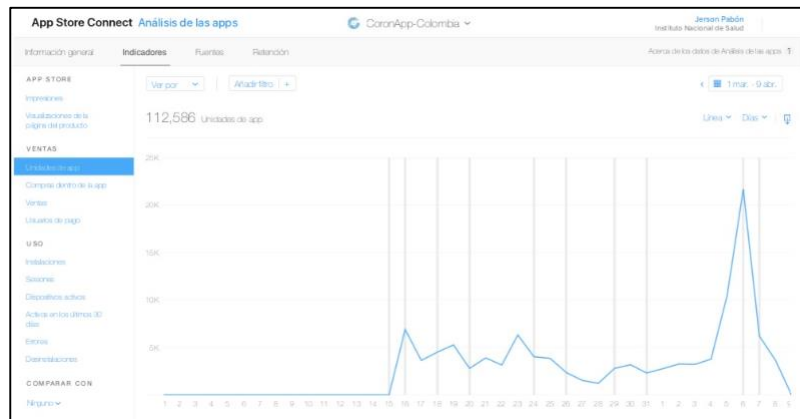 App Store Connect Análisis de las apps
CoronApp-Colombia
Jerson Pabón
Instituto Nacional de Salud
Información general
Indicadores
Fuentes
Retención
Acerca de los datos de Análisis de las apps ?
APP STORE
Impresiones
Visualizaciones de la
página del producto
VENTAS
Unidades de app
Compras dentro de la app
Ventas
Usuarios de pago
USO
Instalaciones
Sesiones
Dispositivos activos
Activos en los últimos 30
días
Errores
Desinstalaciones
COMPARAR CON
Ninguno
Ver por
Añadir filtro +
1 mar. - 9 abr.
112,586 Unidades de app
Línea
Días
25K
20K
15K
10K
5K
1 2 3 4 5 6 7 8 9 10 11 12 13 14 15 16 17 18 19 20 21 22 23 24 25 26 27 28 29 30 31 1 2 3 4 5 6 7 8 9